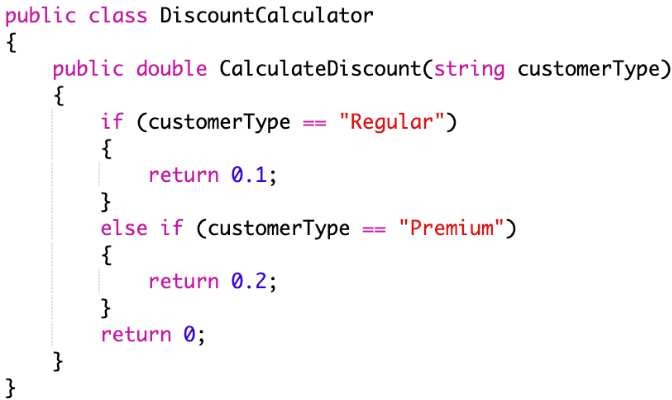 public class DiscountCalculator
{
    public double CalculateDiscount(string customerType)
    {
        if (customerType == "Regular")
        {
            return 0.1;
        }
        else if (customerType == "Premium")
        {
            return 0.2;
        }
        return 0;
    }
}